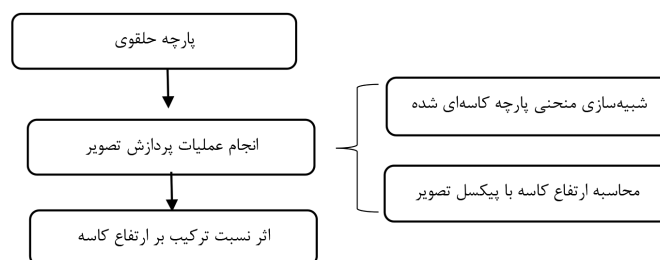 پارچه حلقوی
انجام عملیات پردازش تصویر
اثر نسبت ترکیب بر ارتفاع کاسه
شبیه‌سازی منحنی پارچه کاسه‌ای شده
محاسبه ارتفاع کاسه با پیکسل تصویر